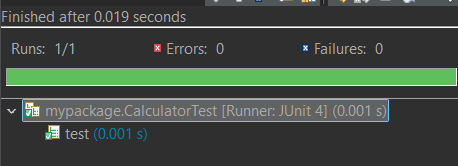 Finished after 0.019 seconds
Runs: 1/1 Errors: 0 Failures: 0
mypackage.CalculatorTest [Runner: JUnit 4] (0.001 s)
test (0.001 s)